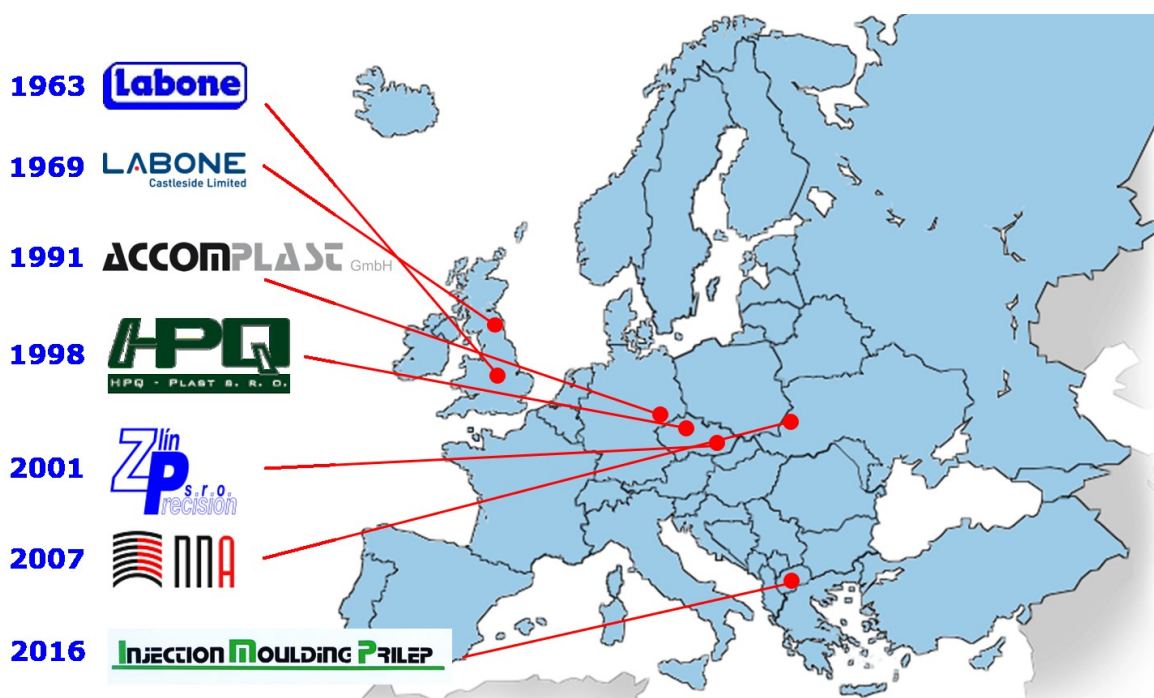 1963 Labone
1969 LABONE
Castleside Limited
1991 ACCOMPLAST GmbH
1998 HPQ
HPQ - PLAST S. R. O.
2001 Zlín
Precision
s.r.o.
2007 NNA
2016 INJECTION MOULDING PRILEP